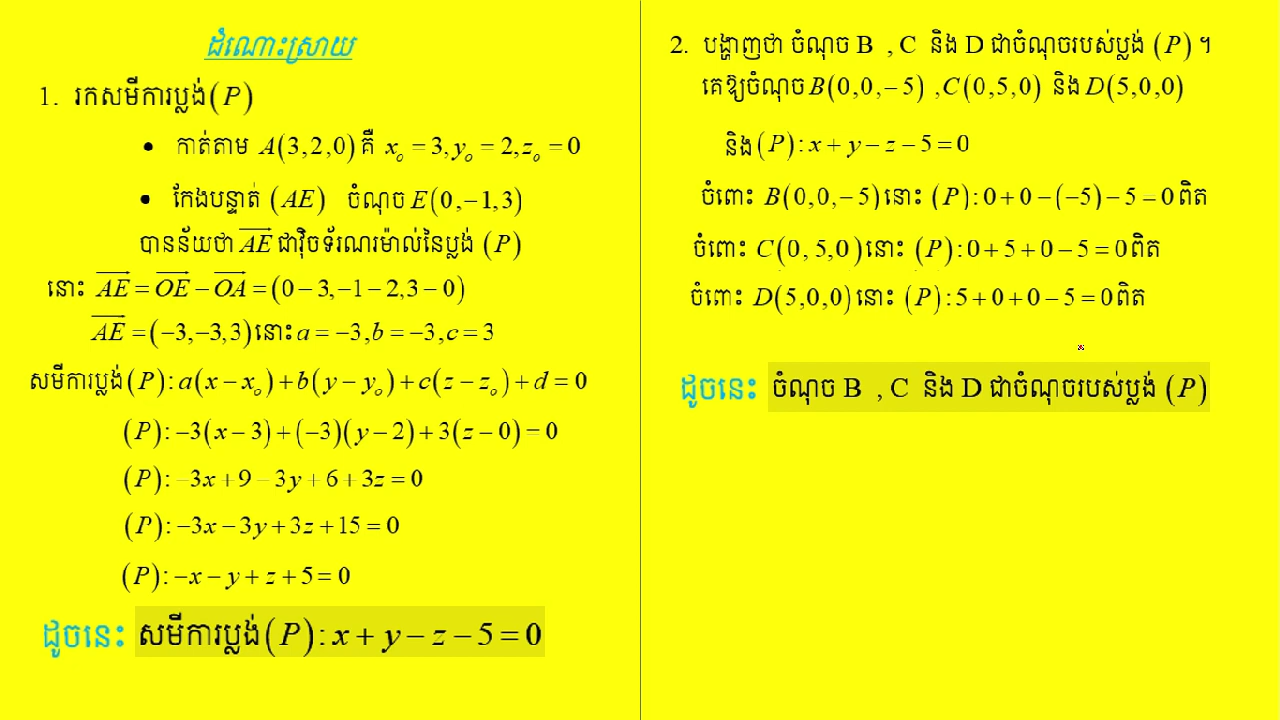 ដំណោះស្រាយ
1. រកសមីការប្លង់(P)
• កាត់តាម A(3,2,0) គឺ xₒ = 3, yₒ = 2, zₒ = 0
• កែងបន្ទាត់ (AE) ចំណុច E(0,−1,3)
បានន័យថា AE ជាវ៉ិចទ័រណរម៉ាល់នៃប្លង់ (P)
នោះ AE = OE − OA = (0−3,−1−2,3−0)
AE = (−3,−3,3) នោះ a = −3, b = −3, c = 3
សមីការប្លង់(P): a(x−xₒ)+b(y−yₒ)+c(z−zₒ)+d = 0
(P): −3(x−3)+(−3)(y−2)+3(z−0) = 0
(P): −3x+9−3y+6+3z = 0
(P): −3x−3y+3z+15 = 0
(P): −x−y+z+5 = 0
ដូចនេះ សមីការប្លង់(P): x+y−z−5 = 0
2. បង្ហាញថា ចំណុច B , C និង D ជាចំណុចរបស់ប្លង់ (P) ។
គេឱ្យចំណុច B(0,0,−5) ,C(0,5,0) និង D(5,0,0)
និង (P): x+y−z−5 = 0
ចំពោះ B(0,0,−5) នោះ (P): 0+0−(−5)−5 = 0 ពិត
ចំពោះ C(0,5,0) នោះ (P): 0+5+0−5 = 0 ពិត
ចំពោះ D(5,0,0) នោះ (P): 5+0+0−5 = 0 ពិត
ដូចនេះ ចំណុច B , C និង D ជាចំណុចរបស់ប្លង់ (P)